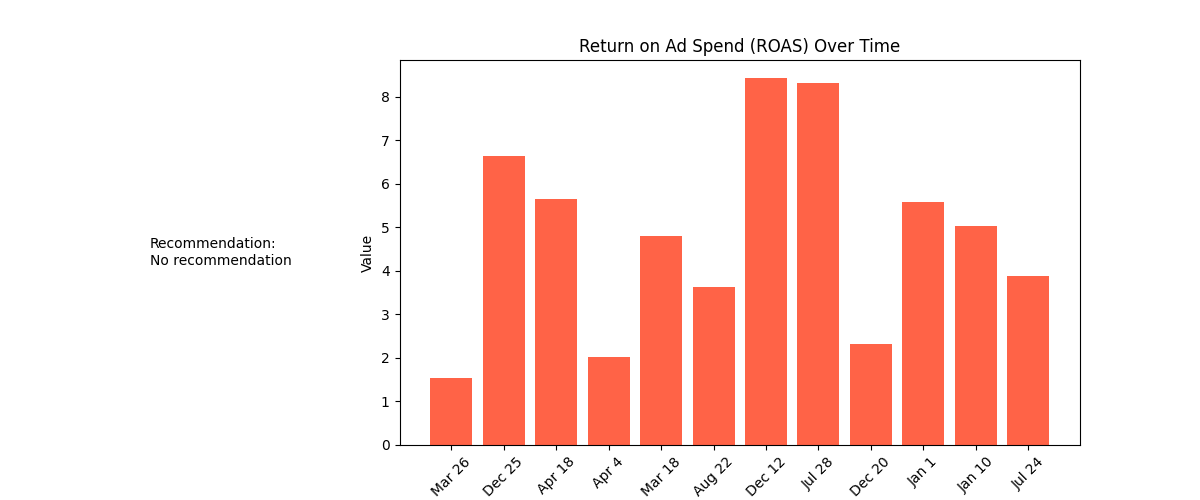 Return on Ad Spend (ROAS) Over Time
Recommendation:
No recommendation
Value
8
7
6
5
4
3
2
1
0
Mar 26
Dec 25
Apr 18
Apr 4
Mar 18
Aug 22
Dec 12
Jul 28
Dec 20
Jan 1
Jan 10
Jul 24